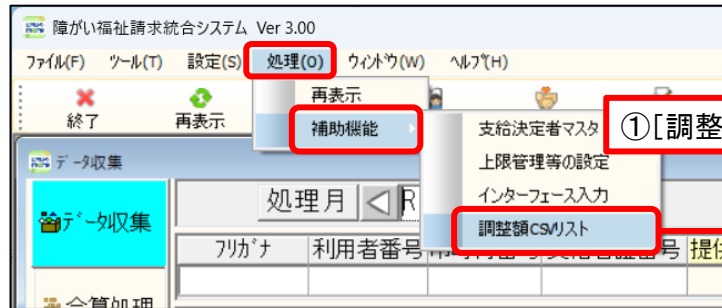 障がい福祉請求統合システム Ver 3.00
ﾌｧｲﾙ(F) ﾂｰﾙ(T) 設定(S) 処理(O) ｳｨﾝﾄﾞｳ(W) ﾍﾙﾌﾟ(H)
終了 再表示
再表示
補助機能
支給決定者マスタ
上限管理等の設定
インターフェース入力
調整額CSVリスト
①[調整
ﾃﾞｰﾀ収集
ﾃﾞｰﾀ収集
処理月 R
ﾌﾘｶﾞﾅ 利用者番号 提供
合算処理